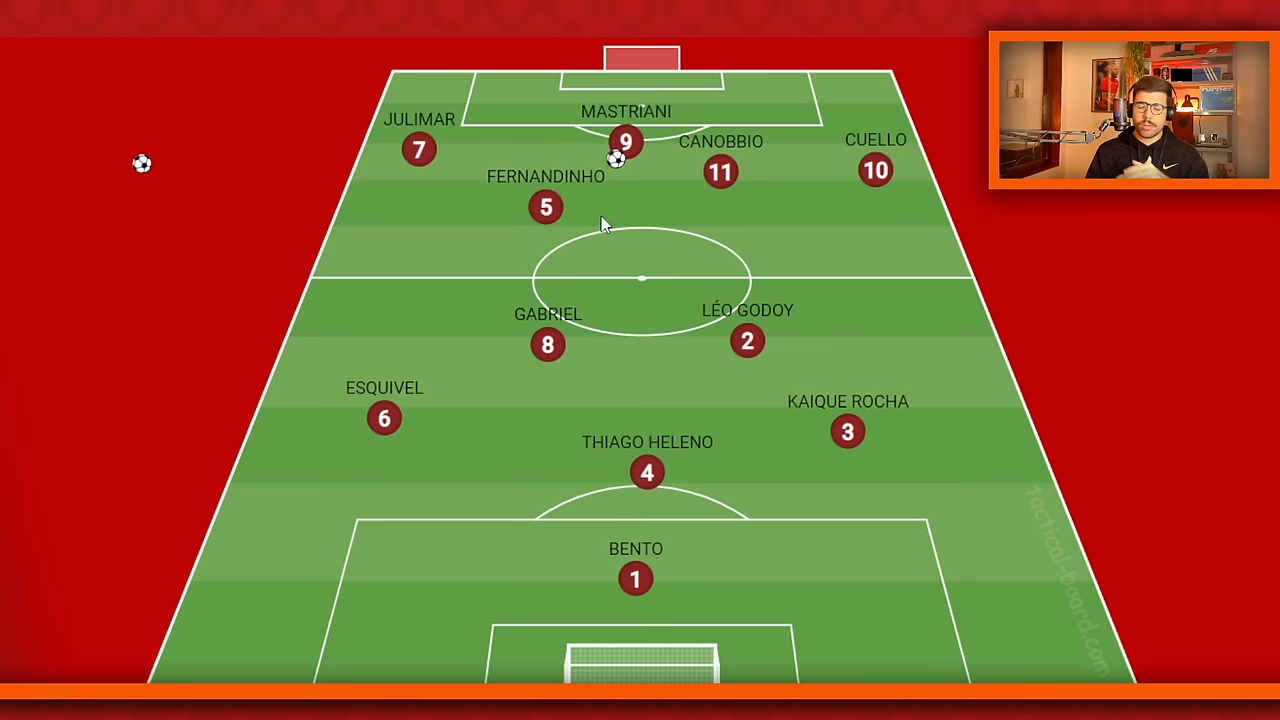 MASTRIANI
9
JULIMAR
7
CANOBBIO
11
CUELLO
10
FERNANDINHO
5
GABRIEL
8
LÉO GODOY
2
ESQUIVEL
6
KAIQUE ROCHA
3
THIAGO HELENO
4
BENTO
1
tactical-board.com